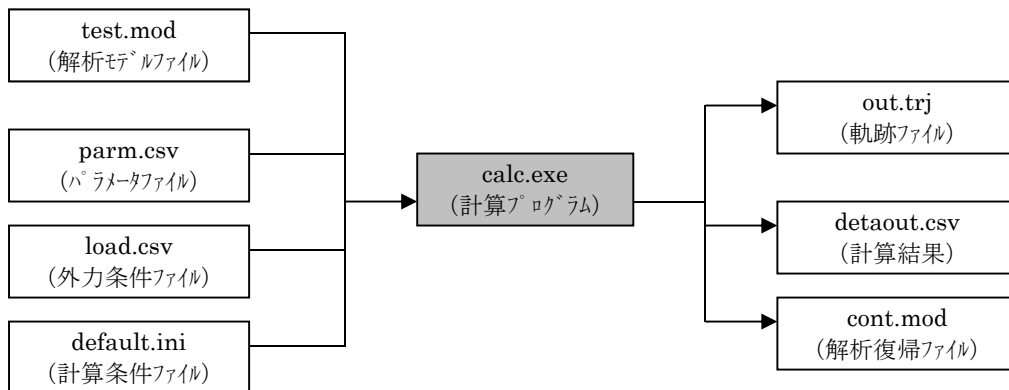 test.mod
(解析ﾓﾃﾞﾙﾌｧｲﾙ)
parm.csv
(ﾊﾟﾗﾒｰﾀﾌｧｲﾙ)
load.csv
(外力条件ﾌｧｲﾙ)
default.ini
(計算条件ﾌｧｲﾙ)
calc.exe
(計算ﾌﾟﾛｸﾞﾗﾑ)
out.trj
(軌跡ﾌｧｲﾙ)
detaout.csv
(計算結果)
cont.mod
(解析復帰ﾌｧｲﾙ)